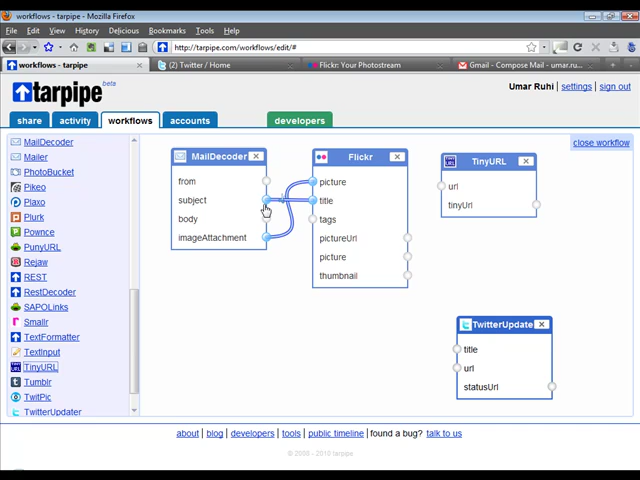 workflows - tarpipe - Mozilla Firefox
File Edit View History Delicious Bookmarks Tools Help
http://tarpipe.com/workflows/edit/#
workflows - tarpipe
(2) Twitter / Home
Flickr: Your Photostream
Gmail - Compose Mail - umar.ru...
tarpipe beta
Umar Ruhi | settings | sign out
share activity workflows accounts developers
close workflow
MailDecoder
Mailer
PhotoBucket
Pikeo
Plaxo
Plurk
Pownce
PunyURL
Rejaw
REST
RestDecoder
SAPOLinks
Smallr
TextFormatter
TextInput
TinyURL
Tumblr
TwitPic
TwitterUpdater
MailDecoder
from
subject
body
imageAttachment
Flickr
picture
title
tags
pictureUrl
picture
thumbnail
TinyURL
url
tinyUrl
TwitterUpdate
title
url
statusUrl
about | blog | developers | tools | public timeline | found a bug? talk to us
© 2008 - 2010 tarpipe